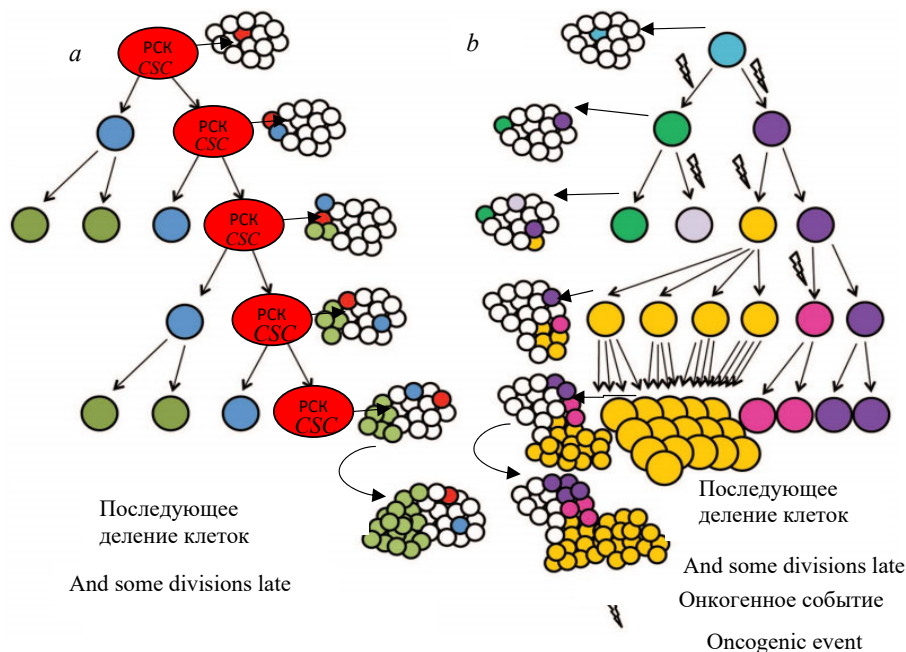 a
b
РСК
CSC
РСК
CSC
РСК
CSC
РСК
CSC
РСК
CSC
Последующее
деление клеток
And some divisions late
Последующее
деление клеток
And some divisions late
Онкогенное событие
Oncogenic event